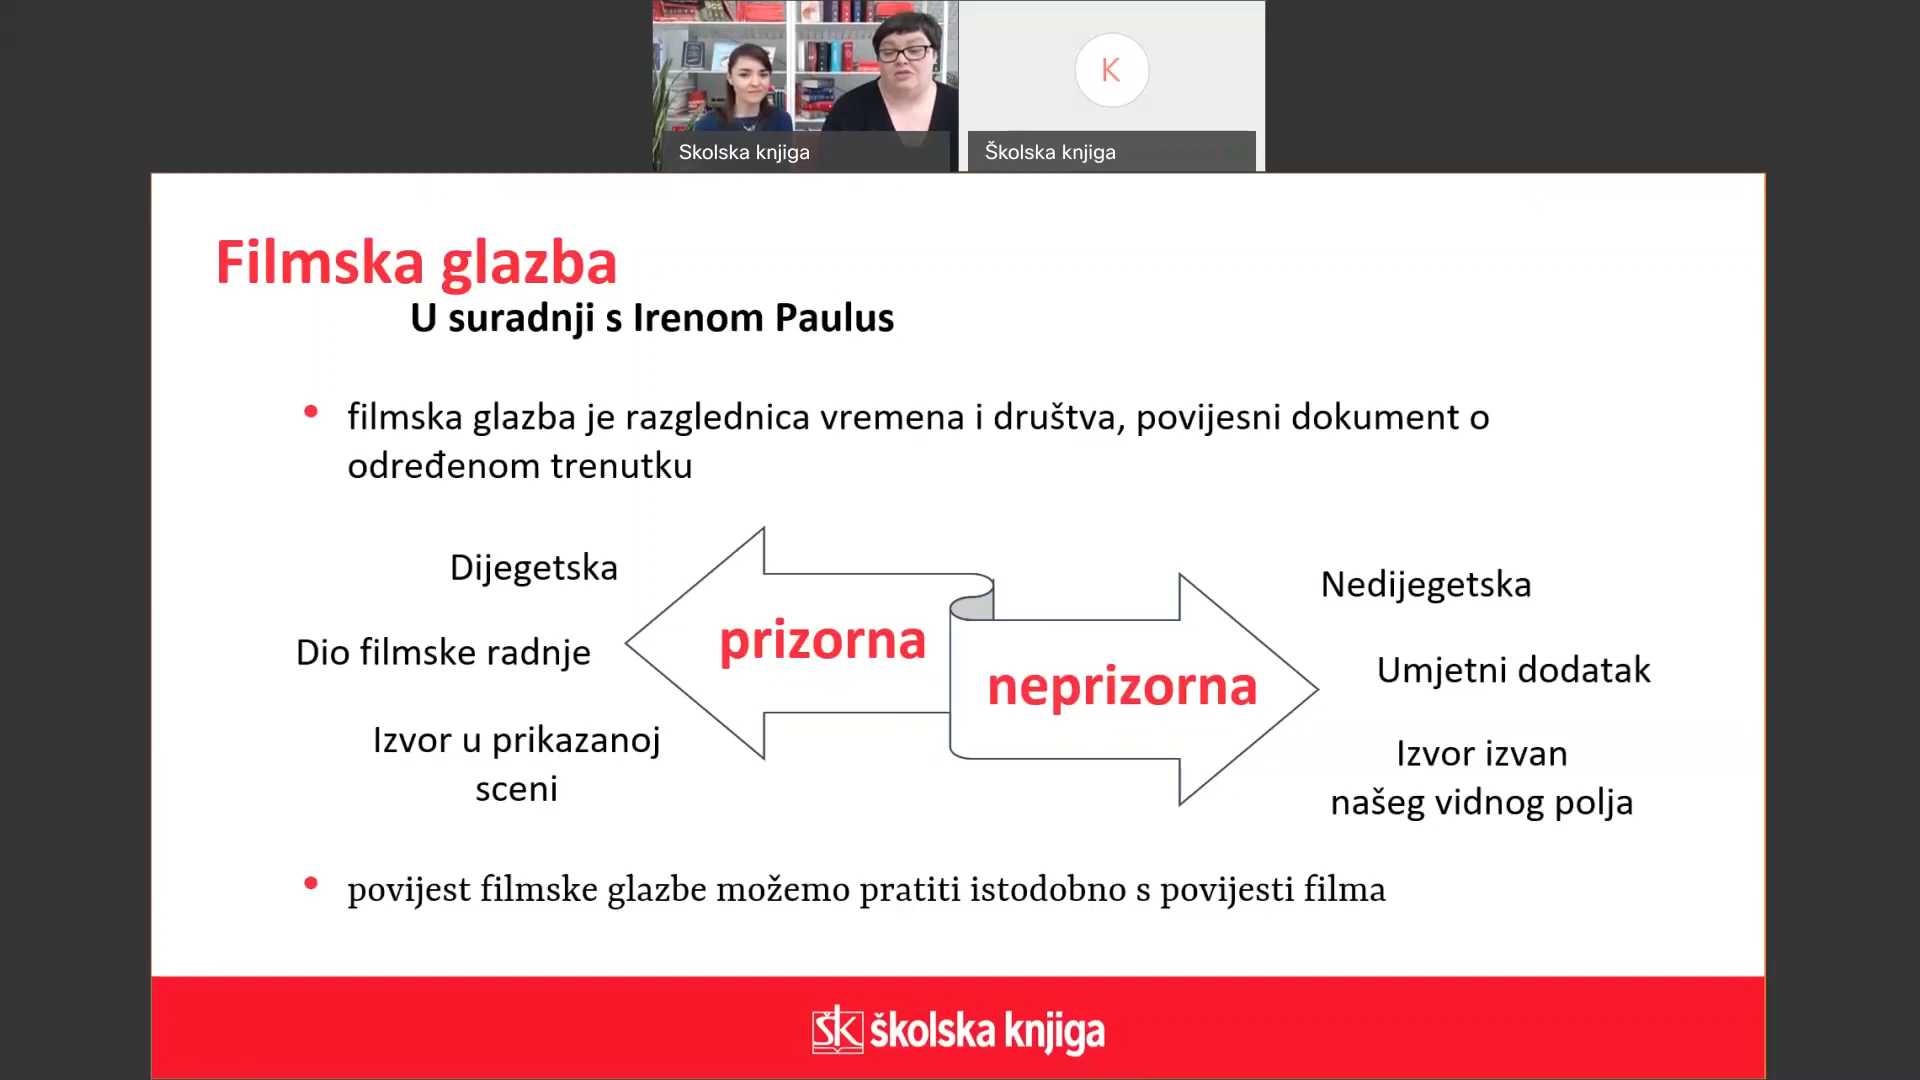 K
Skolska knjiga
Školska knjiga
Filmska glazba
U suradnji s Irenom Paulus
• filmska glazba je razglednica vremena i društva, povijesni dokument o
određenom trenutku
Dijegetska
Dio filmske radnje
Izvor u prikazanoj
sceni
prizorna
neprizorna
Nedijegetska
Umjetni dodatak
Izvor izvan
našeg vidnog polja
• povijest filmske glazbe možemo pratiti istodobno s povijesti filma
ŠK školska knjiga